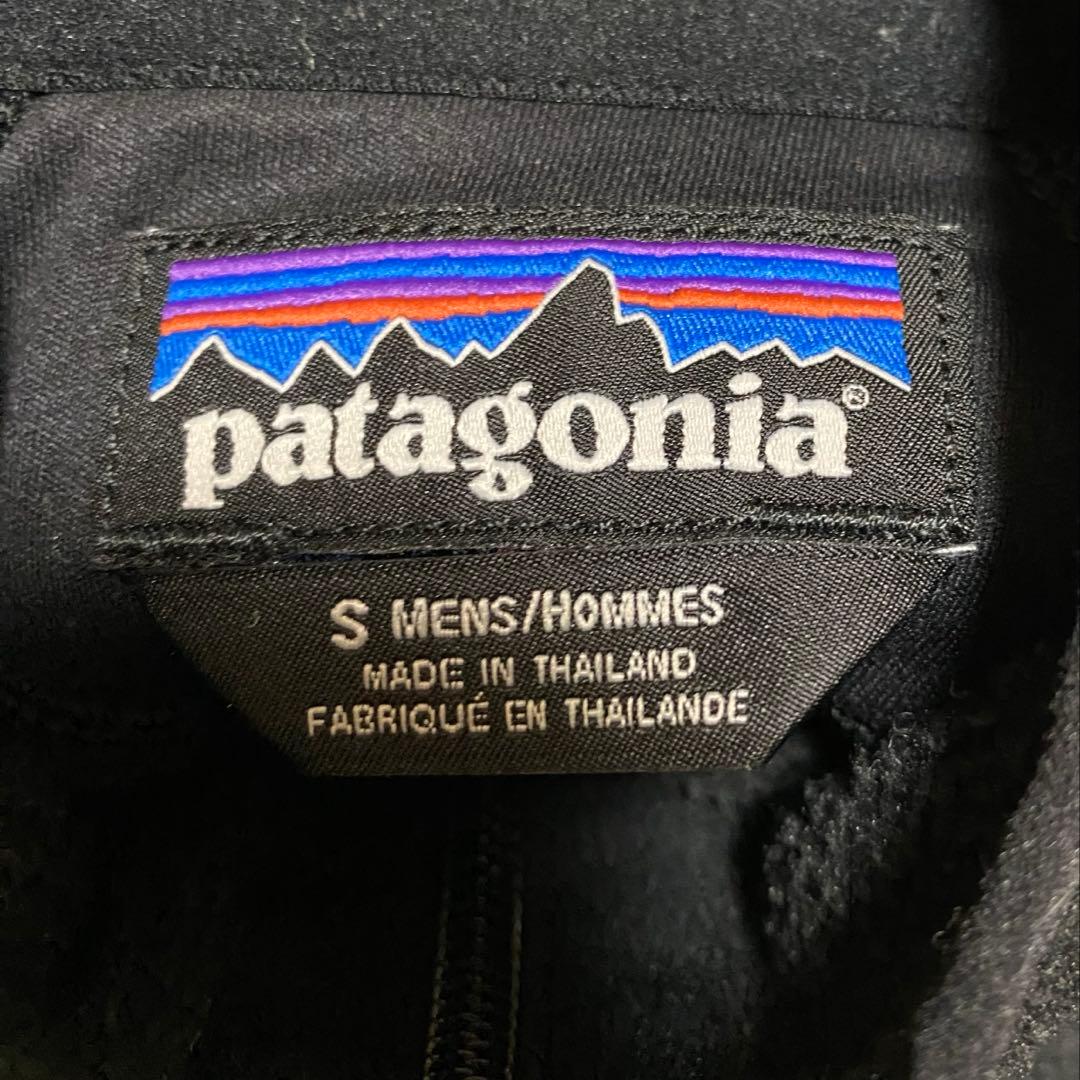 patagonia®
S MENS/HOMMES
MADE IN THAILAND
FABRIQUÉ EN THAILANDE